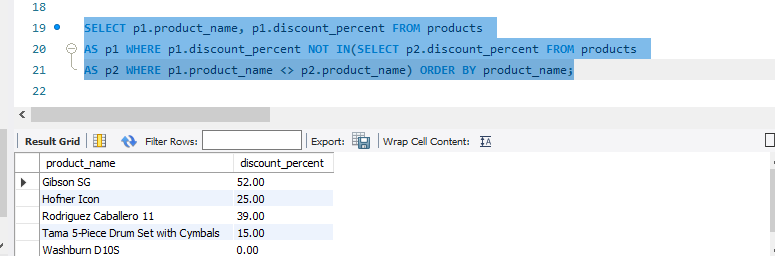 18
19 SELECT p1.product_name, p1.discount_percent FROM products
20 AS p1 WHERE p1.discount_percent NOT IN(SELECT p2.discount_percent FROM products
21 AS p2 WHERE p1.product_name <> p2.product_name) ORDER BY product_name;
22
Result Grid Filter Rows: Export: Wrap Cell Content: IA
product_name discount_percent
Gibson SG 52.00
Hofner Icon 25.00
Rodriguez Caballero 11 39.00
Tama 5-Piece Drum Set with Cymbals 15.00
Washburn D10S 0.00